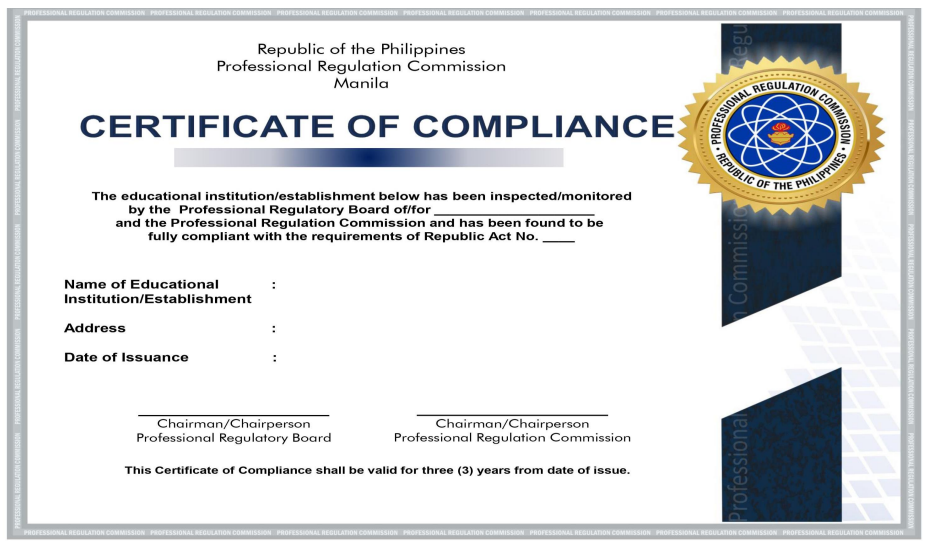 PROFESSIONAL REGULATION COMMISSION PROFESSIONAL REGULATION COMMISSION PROFESSIONAL REGULATION COMMISSION PROFESSIONAL REGULATION COMMISSION PROFESSIONAL REGULATION COMMISSION PROFESSIONAL REGULATION COMMISSION PROFESSIONAL REGULATION COMMISSION
Republic of the Philippines
Professional Regulation Commission
Manila
CERTIFICATE OF COMPLIANCE
PROFESSIONAL REGULATION COMMISSION
REPUBLIC OF THE PHILIPPINES
The educational institution/establishment below has been inspected/monitored
by the Professional Regulatory Board of/for ____________________
and the Professional Regulation Commission and has been found to be
fully compliant with the requirements of Republic Act No. ____
Name of Educational :
Institution/Establishment
Address :
Date of Issuance :
Chairman/Chairperson
Professional Regulatory Board
Chairman/Chairperson
Professional Regulation Commission
This Certificate of Compliance shall be valid for three (3) years from date of issue.
Professional
n Commissio
Regu
PROFESSIONAL REGULATION COMMISSION PROFESSIONAL REGULATION COMMISSION PROFESSIONAL REGULATION COMMISSION PROFESSIONAL REGULATION COMMISSION PROFESSIONAL REGULATION COMMISSION PROFESSIONAL REGULATION COMMISSION PROFESSIONAL REGULATION COMMISSION